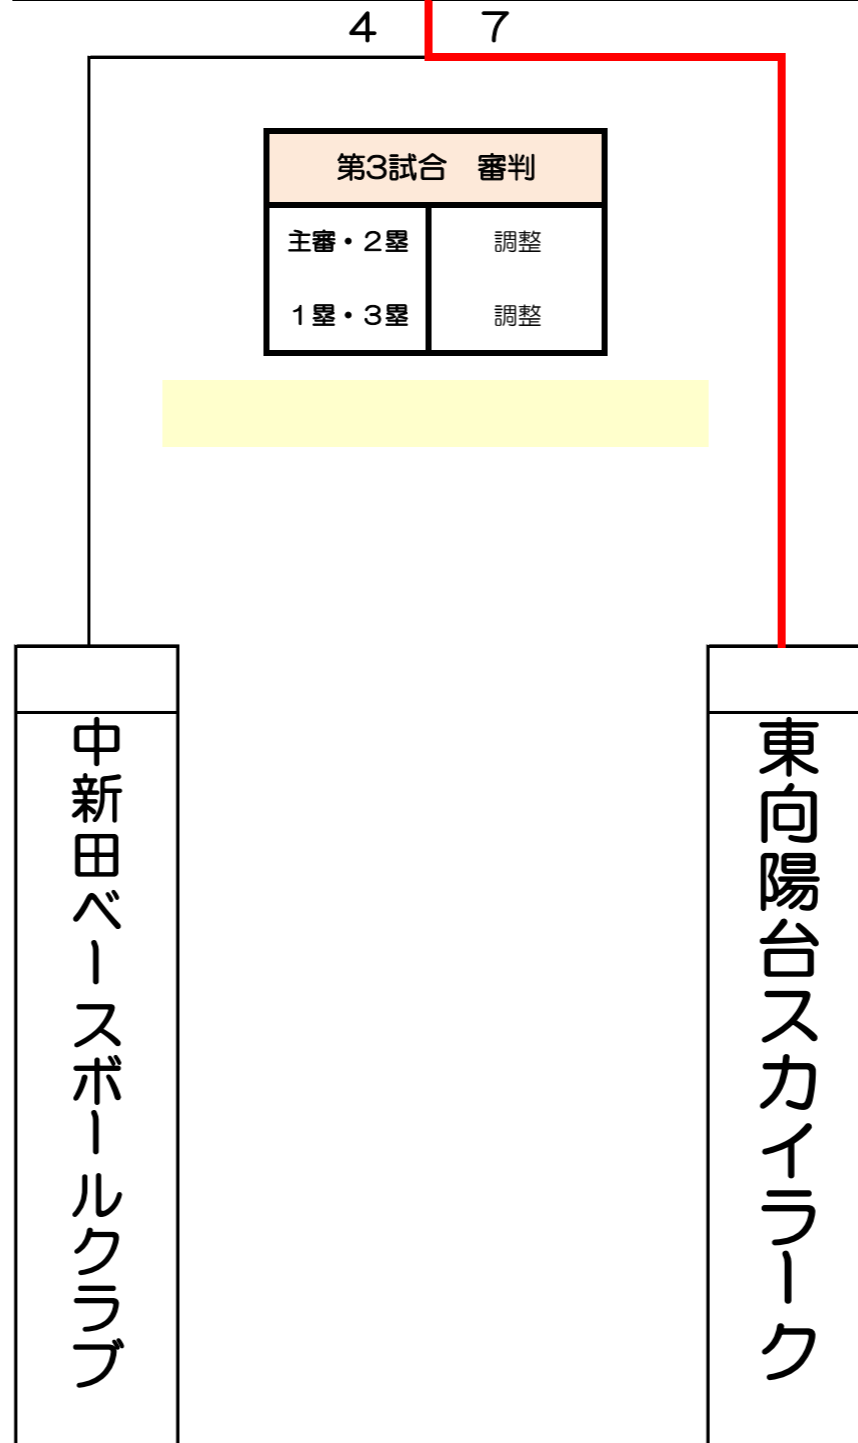 ４　７
第3試合　審判
主審・２塁　調整
１塁・３塁　調整
中新田ベースボールクラブ
東向陽台スカイラーク